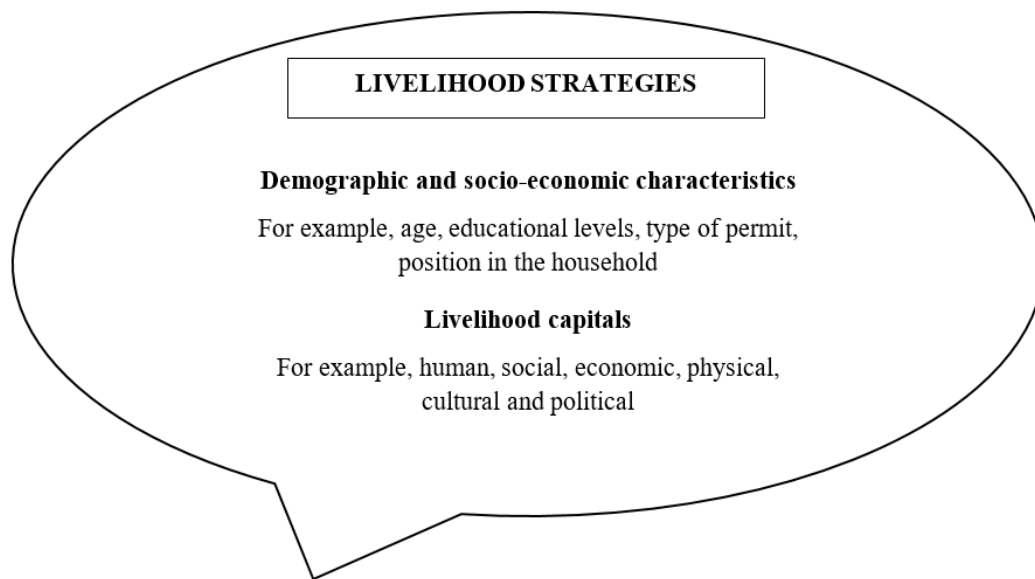 LIVELIHOOD STRATEGIES
Demographic and socio-economic characteristics
For example, age, educational levels, type of permit,
position in the household
Livelihood capitals
For example, human, social, economic, physical,
cultural and political